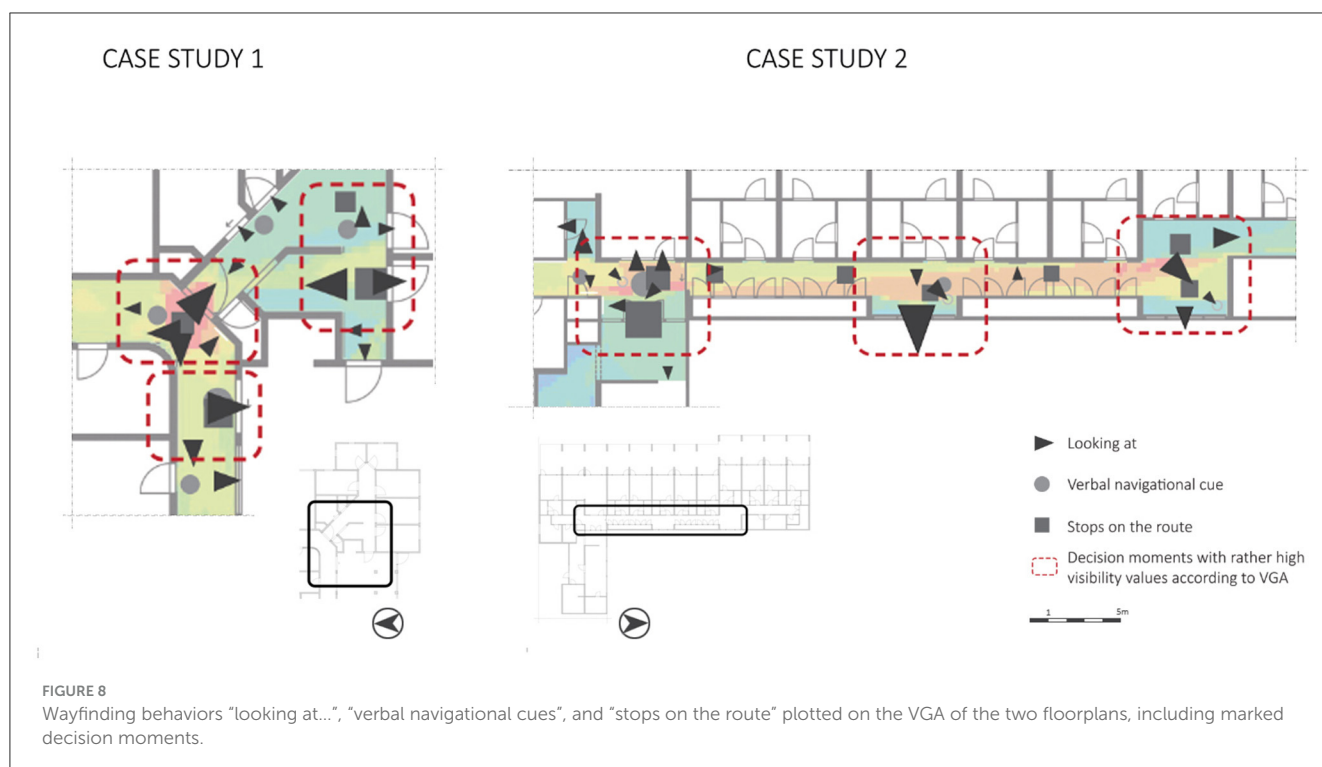 CASE STUDY 1
CASE STUDY 2
Looking at
Verbal navigational cue
Stops on the route
Decision moments with rather high
visibility values according to VGA
1 5m
FIGURE 8
Wayfinding behaviors “looking at...”, “verbal navigational cues”, and “stops on the route” plotted on the VGA of the two floorplans, including marked
decision moments.